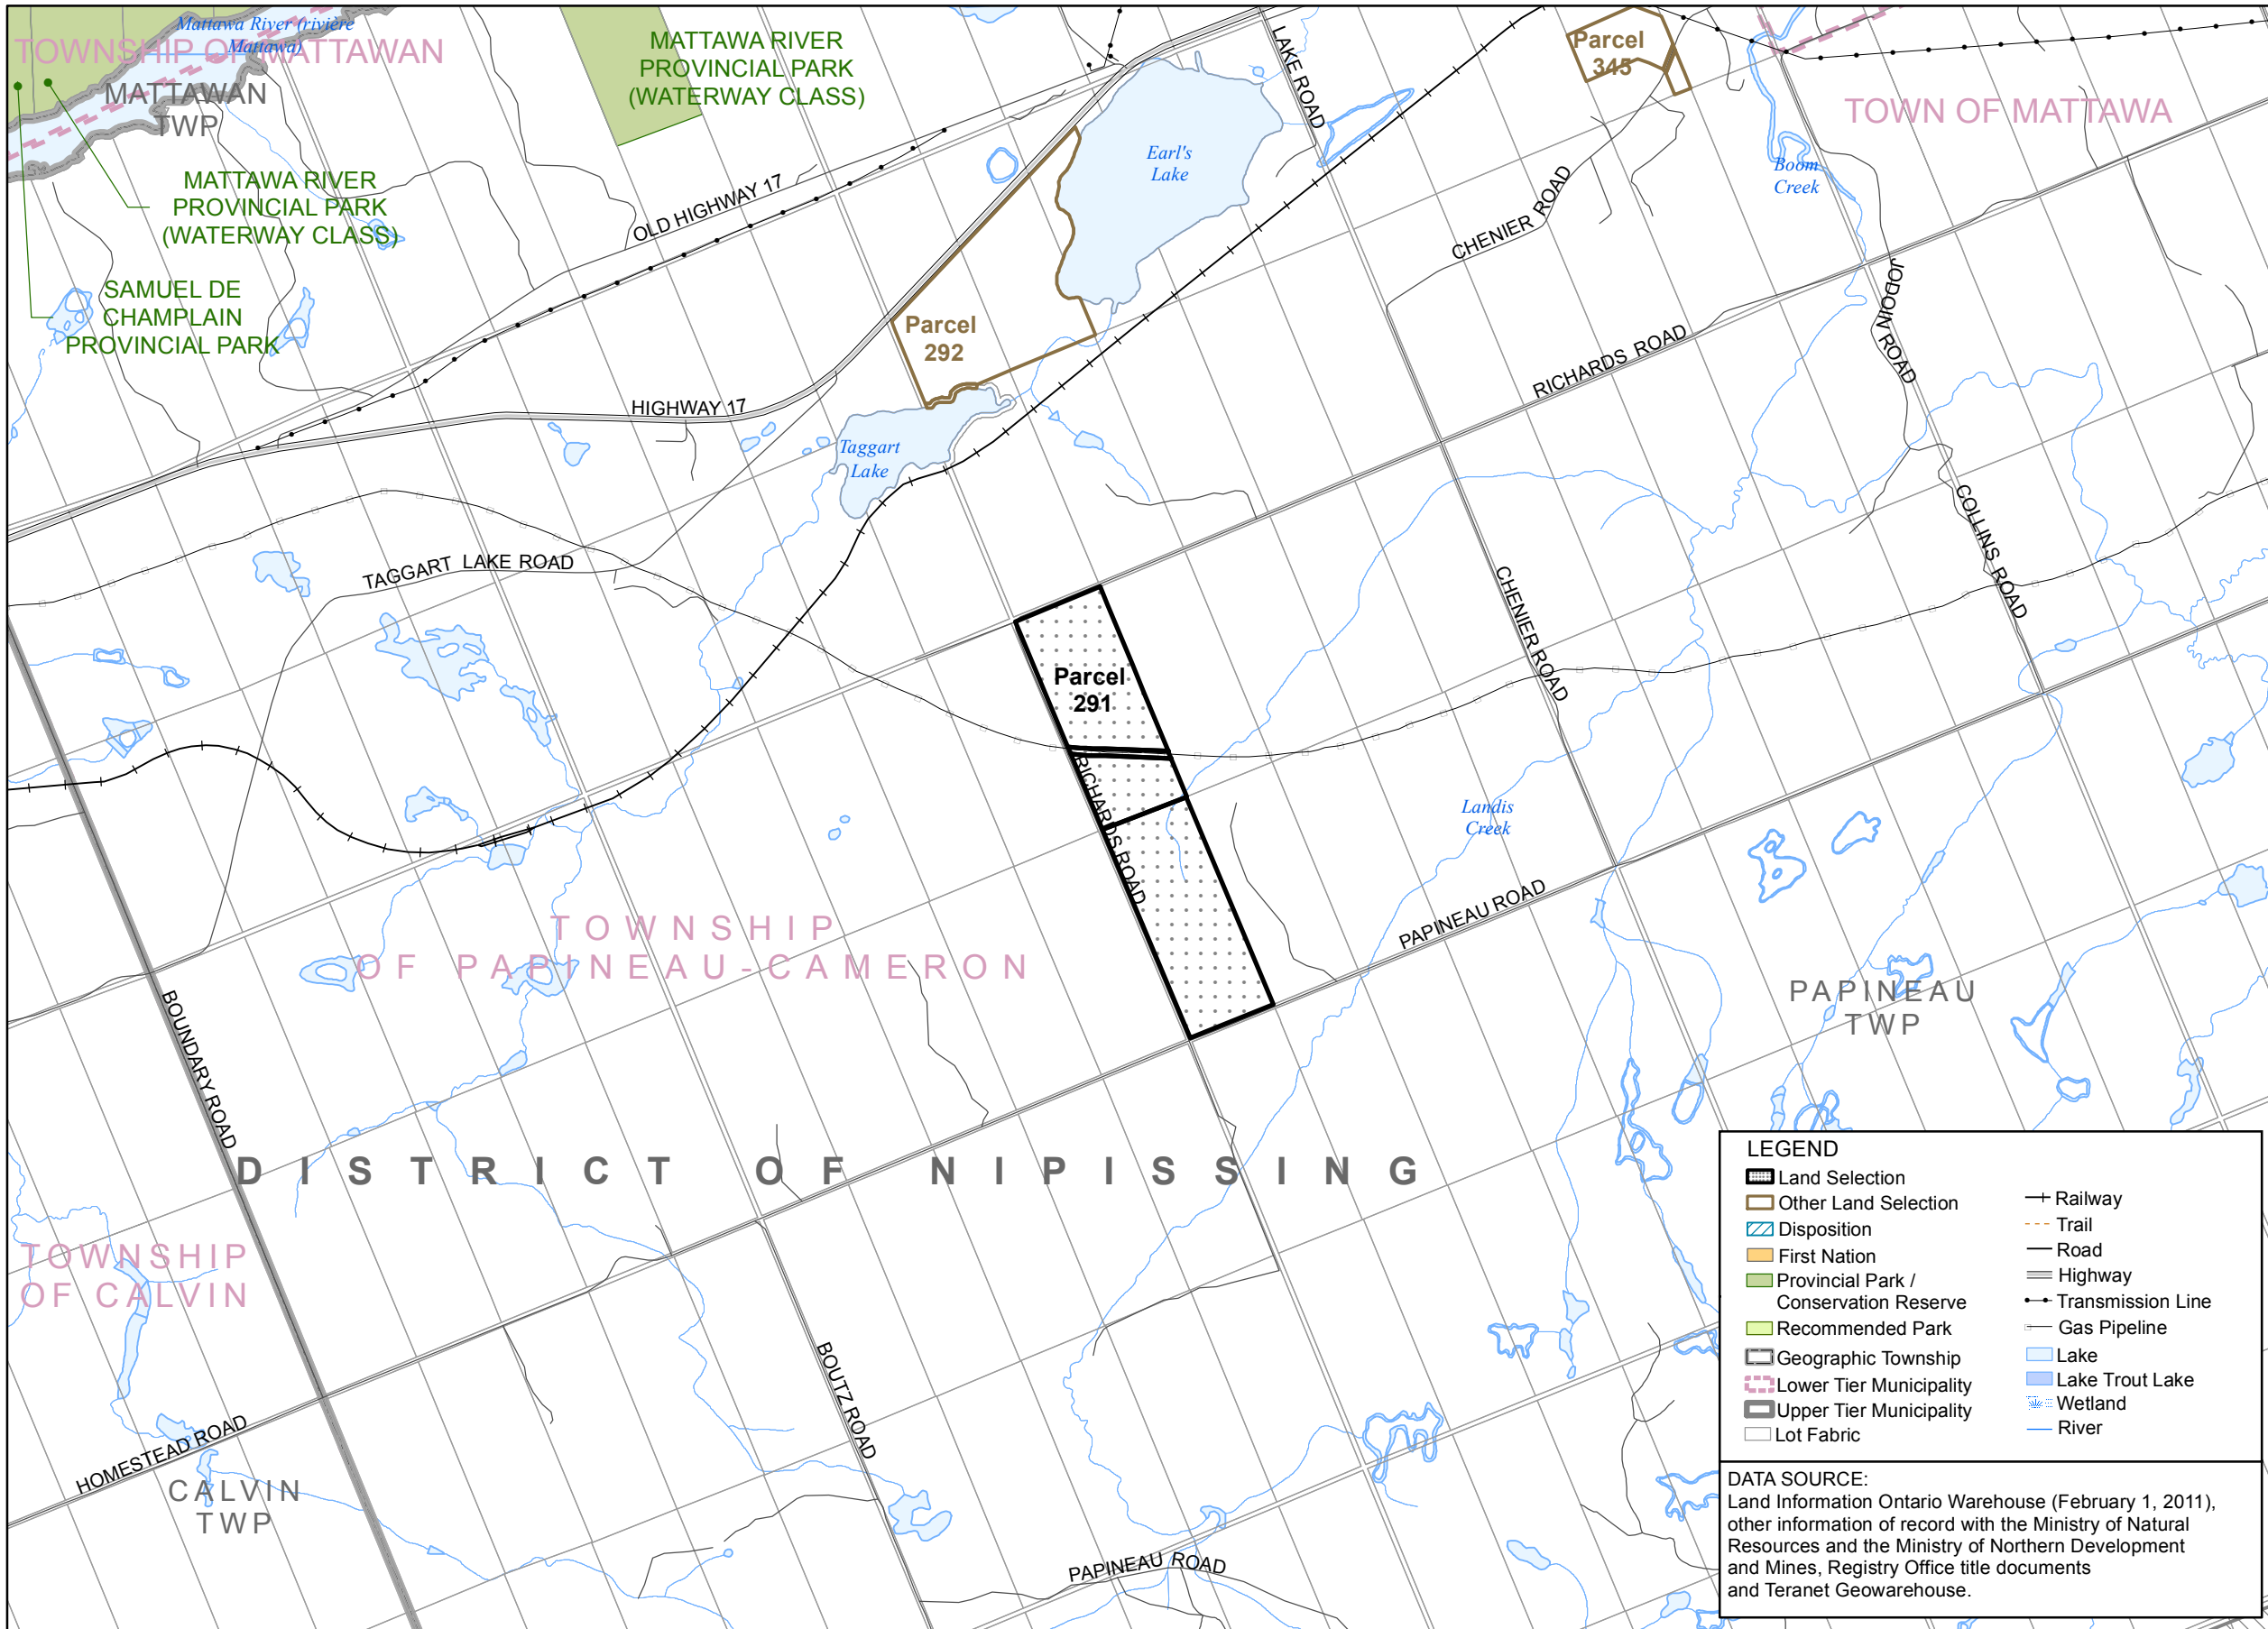 Mattawa River (rivière
Mattawa)
TOWNSHIP OF MATTAWAN
MATTAWAN
TWP
MATTAWA RIVER
PROVINCIAL PARK
(WATERWAY CLASS)
MATTAWA RIVER
PROVINCIAL PARK
(WATERWAY CLASS)
SAMUEL DE
CHAMPLAIN
PROVINCIAL PARK
OLD HIGHWAY 17
HIGHWAY 17
Earl's
Lake
LAKE ROAD
Parcel
345
TOWN OF MATTAWA
Boom
Creek
CHENIER ROAD
Parcel
292
RICHARDS ROAD
JODOIN ROAD
Taggart
Lake
TAGGART LAKE ROAD
COLLINS ROAD
CHENIER ROAD
Parcel
291
RICHARDS ROAD
Landis
Creek
PAPINEAU ROAD
TOWNSHIP
OF PAPINEAU-CAMERON
PAPINEAU
TWP
BOUNDARY ROAD
DISTRICT OF NIPISSING
TOWNSHIP
OF CALVIN
BOUTZ ROAD
HOMESTEAD ROAD
CALVIN
TWP
PAPINEAU ROAD
LEGEND
Land Selection
Other Land Selection
Disposition
First Nation
Provincial Park /
Conservation Reserve
Recommended Park
Geographic Township
Lower Tier Municipality
Upper Tier Municipality
Lot Fabric
Railway
Trail
Road
Highway
Transmission Line
Gas Pipeline
Lake
Lake Trout Lake
Wetland
River
DATA SOURCE:
Land Information Ontario Warehouse (February 1, 2011),
other information of record with the Ministry of Natural
Resources and the Ministry of Northern Development
and Mines, Registry Office title documents
and Teranet Geowarehouse.